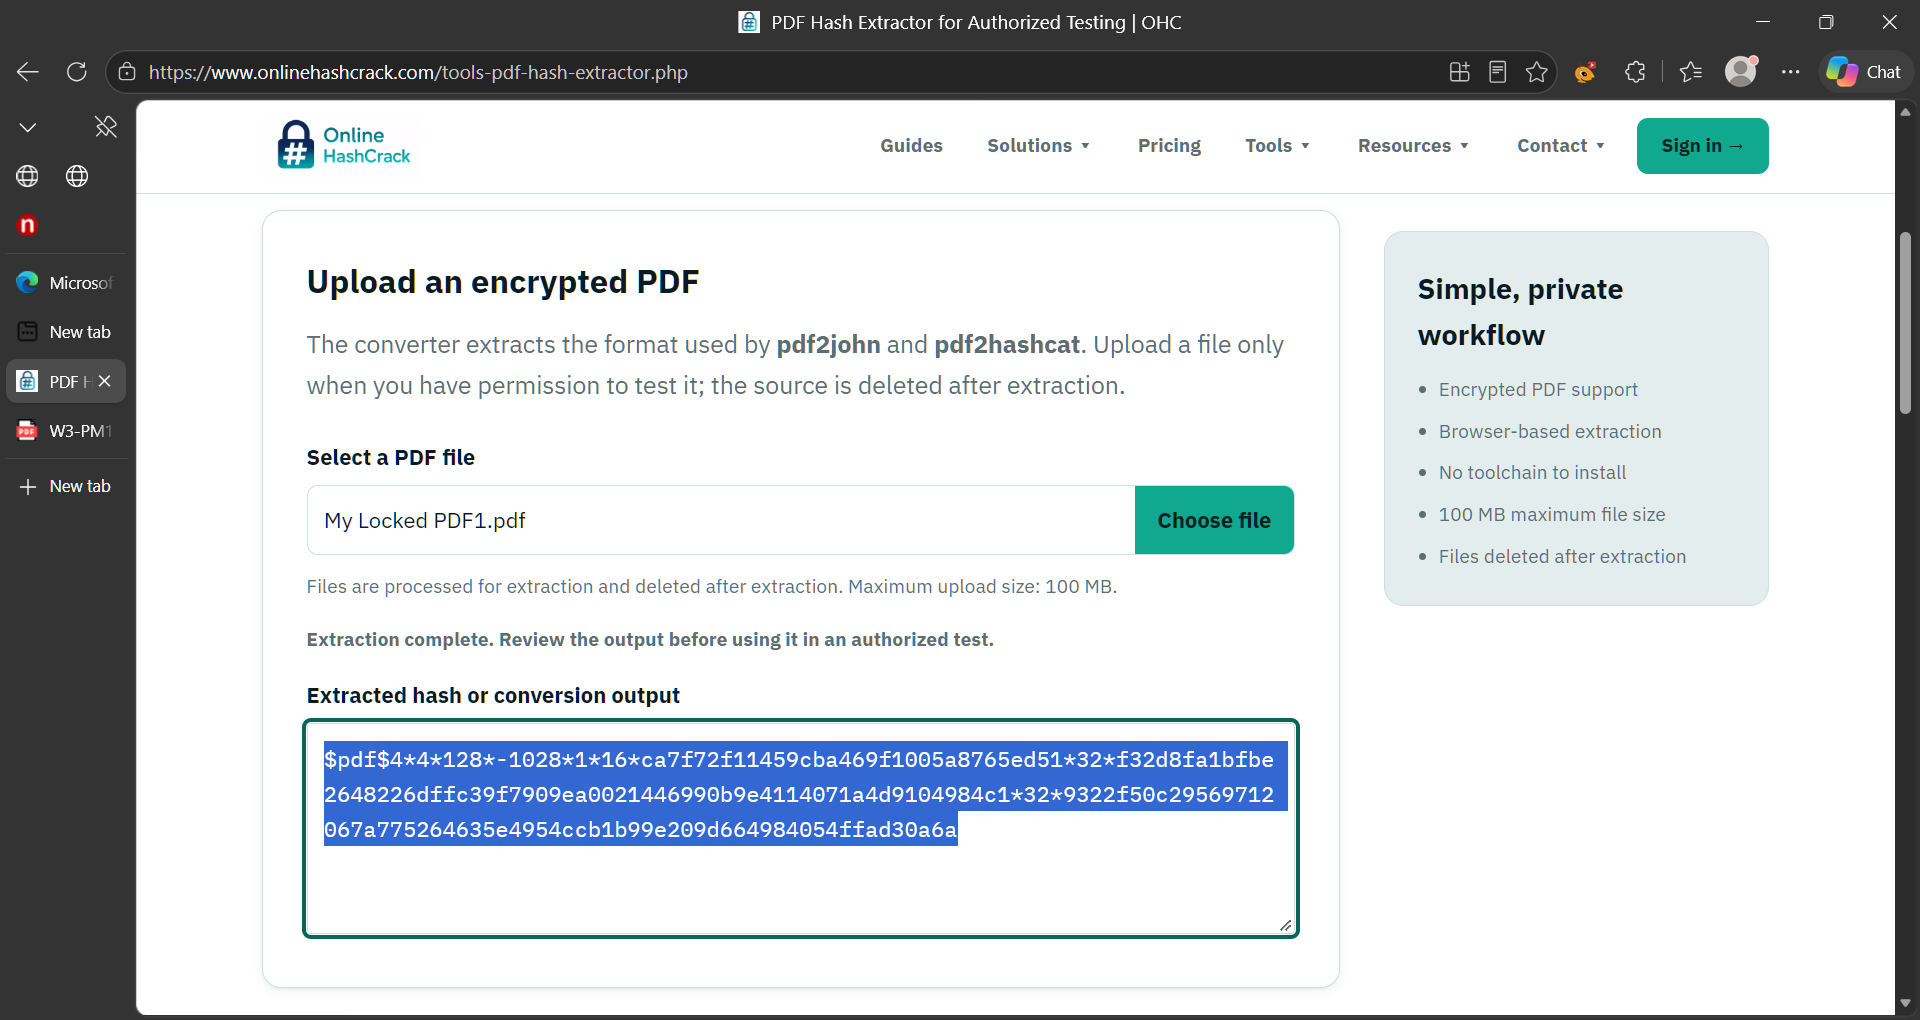 PDF Hash Extractor for Authorized Testing | OHC
https://www.onlinehashcrack.com/tools-pdf-hash-extractor.php
Chat
Microsof
New tab
PDF H
W3-PM1
New tab
Online
HashCrack
Guides
Solutions
Pricing
Tools
Resources
Contact
Sign in →
Upload an encrypted PDF
The converter extracts the format used by pdf2john and pdf2hashcat. Upload a file only
when you have permission to test it; the source is deleted after extraction.
Select a PDF file
My Locked PDF1.pdf
Choose file
Files are processed for extraction and deleted after extraction. Maximum upload size: 100 MB.
Extraction complete. Review the output before using it in an authorized test.
Extracted hash or conversion output
$pdf$4*4*128*-1028*1*16*ca7f72f11459cba469f1005a8765ed51*32*f32d8fa1bfbe
2648226dffc39f7909ea0021446990b9e4114071a4d9104984c1*32*9322f50c29569712
067a775264635e4954ccb1b99e209d664984054ffad30a6a
Simple, private
workflow
Encrypted PDF support
Browser-based extraction
No toolchain to install
100 MB maximum file size
Files deleted after extraction